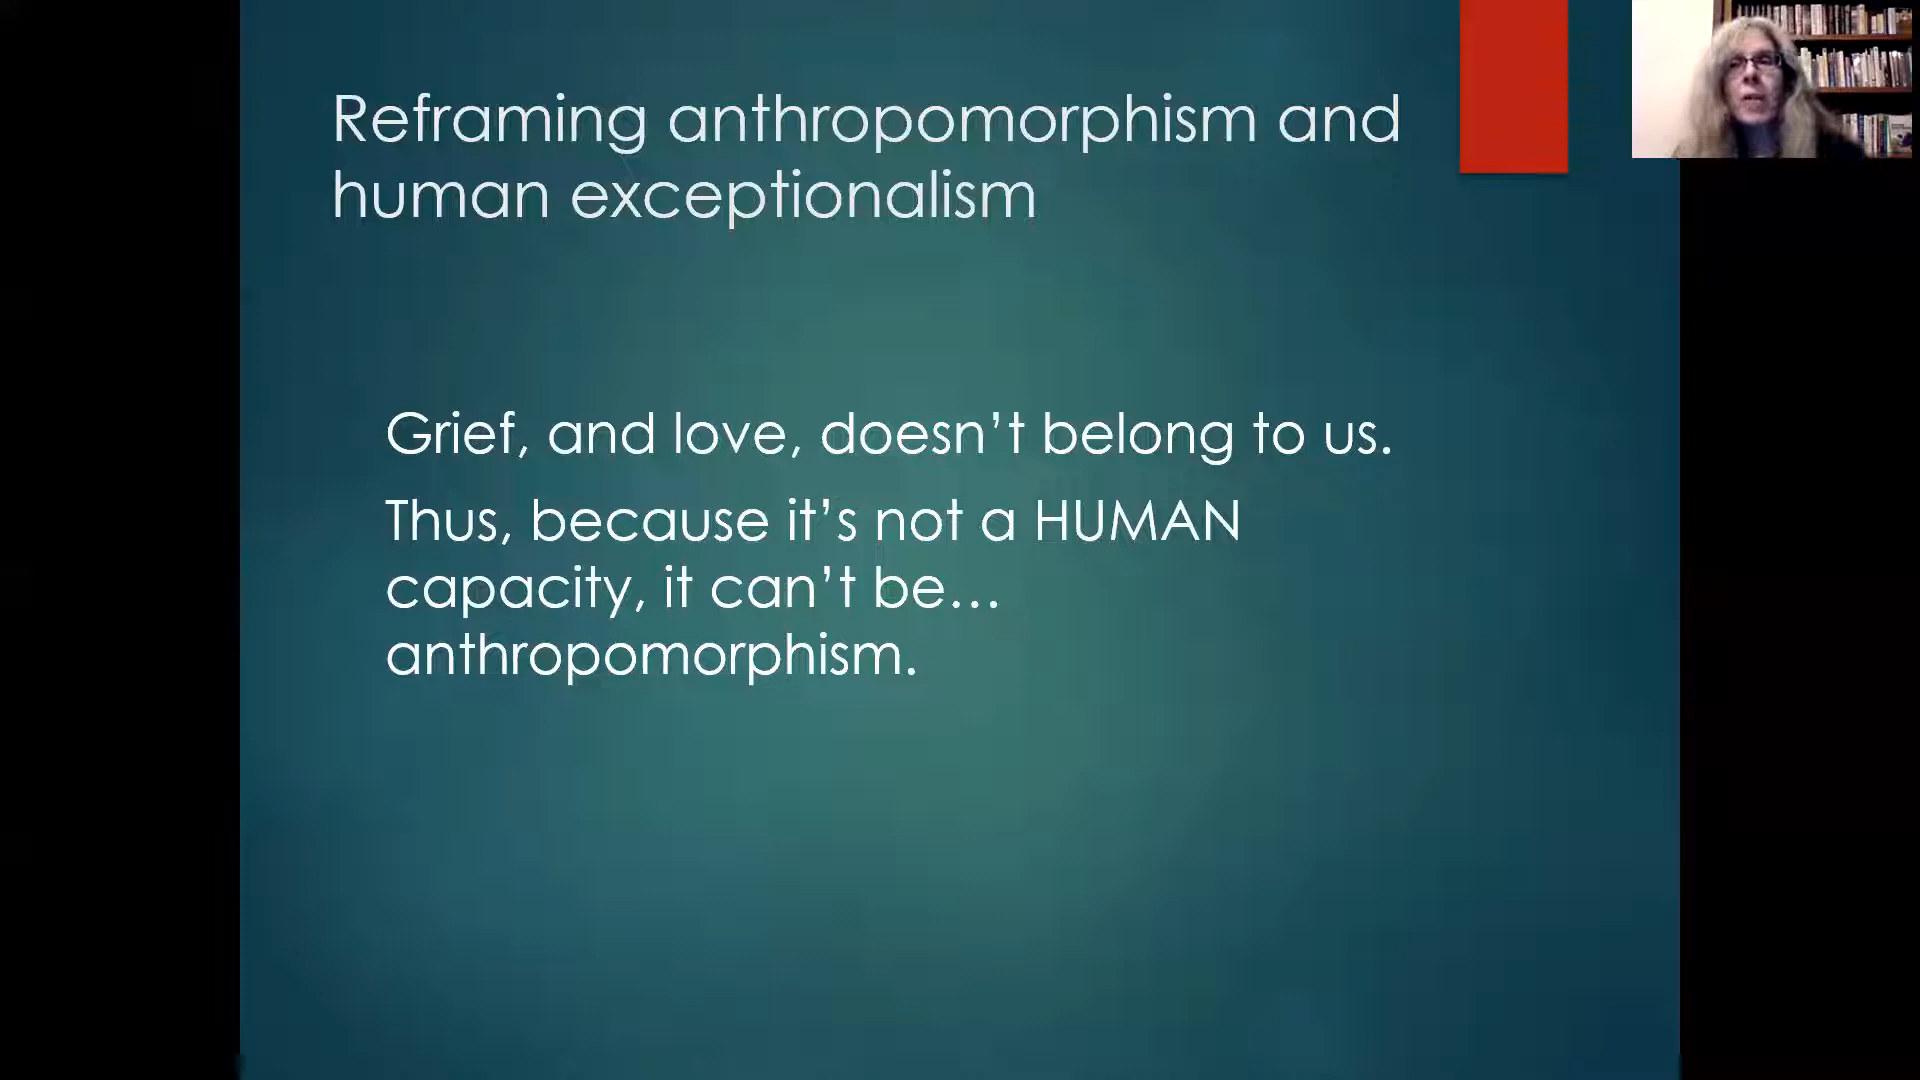 Reframing anthropomorphism and
human exceptionalism
Grief, and love, doesn’t belong to us.
Thus, because it’s not a HUMAN
capacity, it can’t be…
anthropomorphism.